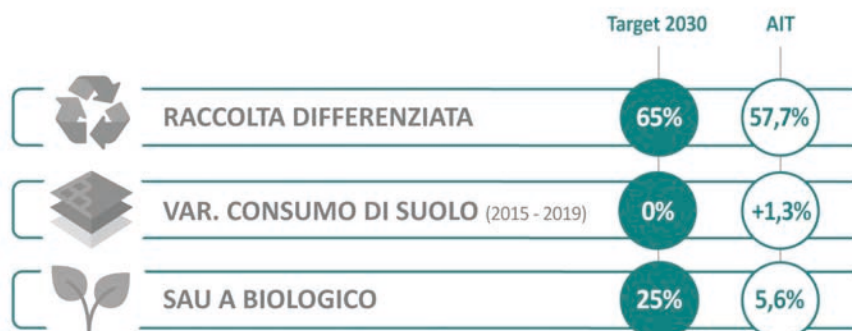 Target 2030 AIT
RACCOLTA DIFFERENZIATA 65% 57,7%
VAR. CONSUMO DI SUOLO (2015 - 2019) 0% +1,3%
SAU A BIOLOGICO 25% 5,6%